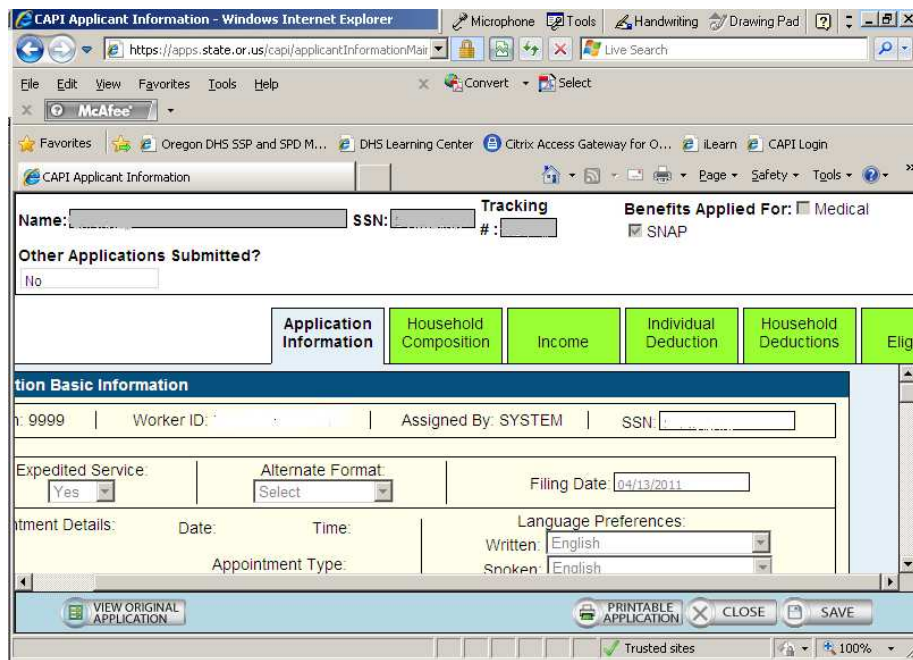 CAPI Applicant Information - Windows Internet Explorer
Microphone Tools Handwriting Drawing Pad ?
https://apps.state.or.us/capi/applicantInformationMair
Live Search
File Edit View Favorites Tools Help
Convert Select
McAfee
Favorites Oregon DHS SSP and SPD M... DHS Learning Center Citrix Access Gateway for O... iLearn CAPI Login
CAPI Applicant Information
Page Safety Tools »
Name: SSN: Tracking # : Benefits Applied For: Medical
SNAP
Other Applications Submitted?
No
Application Information
Household Composition
Income
Individual Deduction
Household Deductions
Elig
tion Basic Information
n: 9999 Worker ID: Assigned By: SYSTEM SSN:
Expedited Service: Alternate Format: Filing Date: 04/13/2011
Yes Select
ntment Details: Date: Time: Language Preferences:
Written: English
Appointment Type: Spoken: English
VIEW ORIGINAL APPLICATION
PRINTABLE APPLICATION
CLOSE
SAVE
Trusted sites 100%